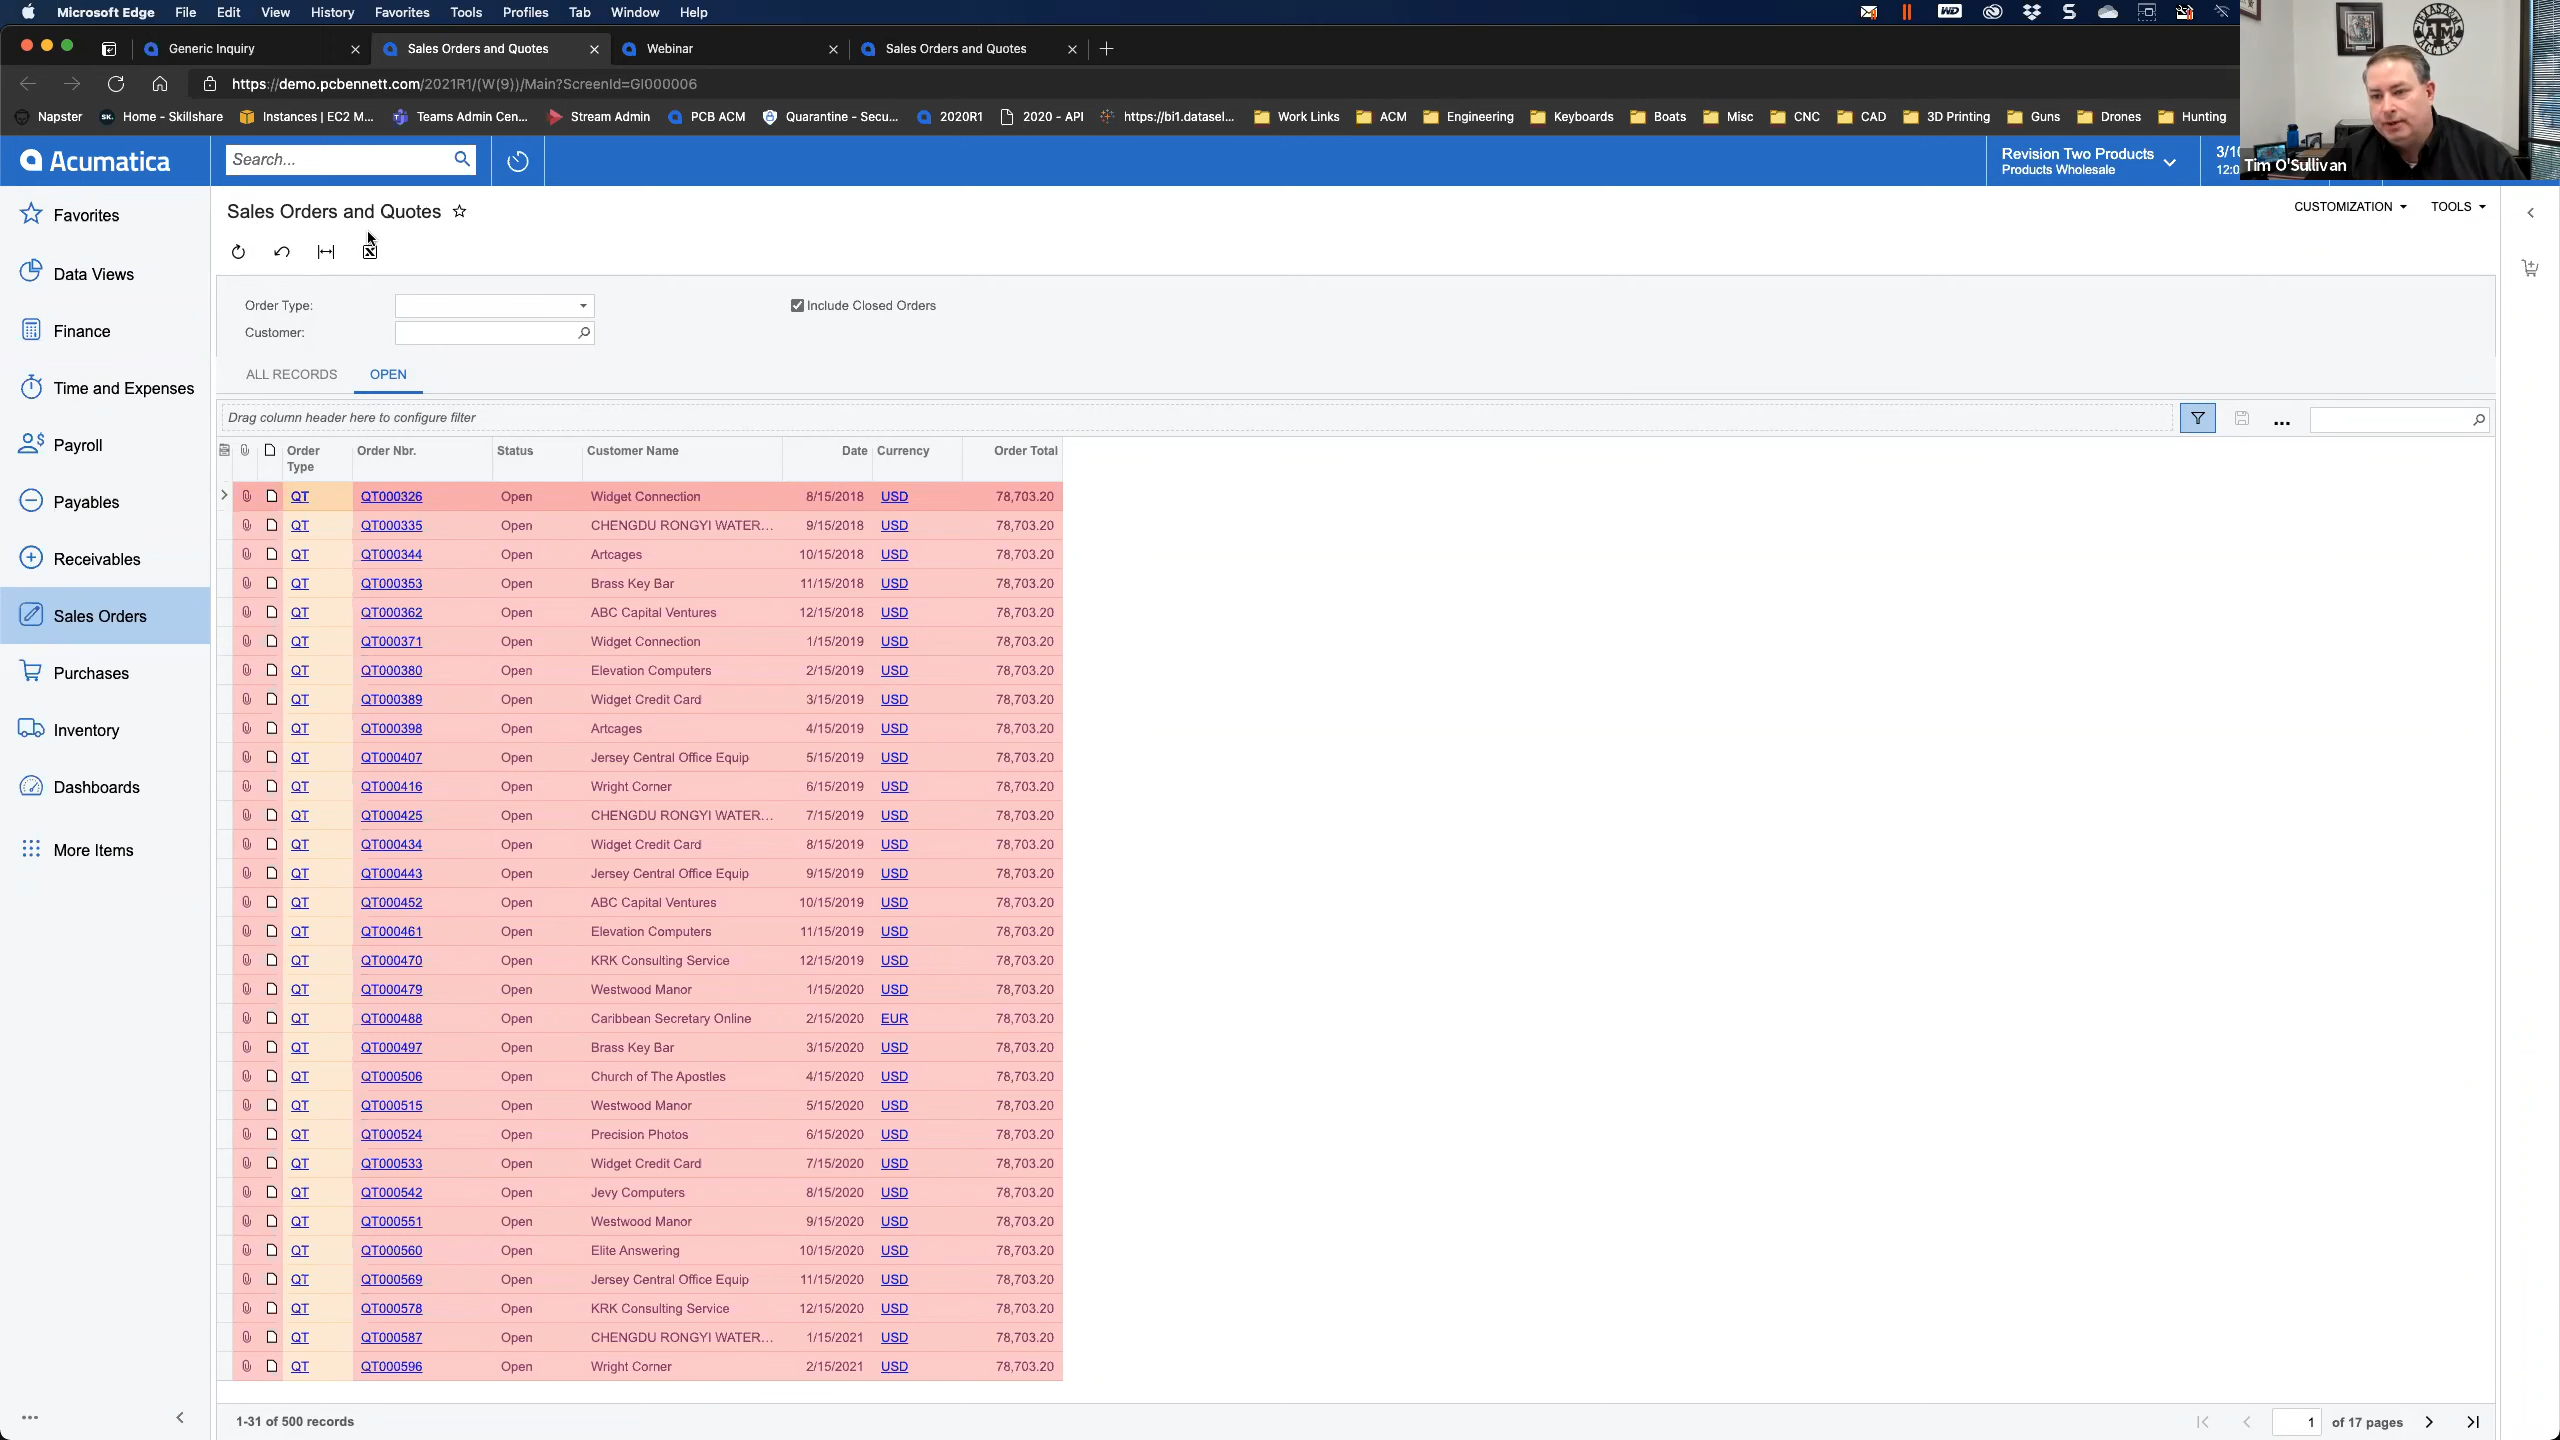 Microsoft Edge File Edit View History Favorites Tools Profiles Tab Window Help
Generic Inquiry Sales Orders and Quotes Webinar Sales Orders and Quotes
https://demo.pcbennett.com/2021R1/(W(9))/Main?ScreenId=GI000006
Napster Home - Skillshare Instances | EC2 M... Teams Admin Cen... Stream Admin PCB ACM Quarantine - Secu... 2020R1 2020 - API https://bi1.datasel... Work Links ACM Engineering Keyboards Boats Misc CNC CAD 3D Printing Guns Drones Hunting
Acumatica Search... Revision Two Products
Products Wholesale
Tim O'Sullivan
Sales Orders and Quotes
CUSTOMIZATION TOOLS
Favorites
Data Views
Finance
Time and Expenses
Payroll
Payables
Receivables
Sales Orders
Purchases
Inventory
Dashboards
More Items
Order Type: Include Closed Orders
Customer:
ALL RECORDS OPEN
Drag column header here to configure filter
Order Type Order Nbr. Status Customer Name Date Currency Order Total
QT QT000326 Open Widget Connection 8/15/2018 USD 78,703.20
QT QT000335 Open CHENGDU RONGYI WATER... 9/15/2018 USD 78,703.20
QT QT000344 Open Artcages 10/15/2018 USD 78,703.20
QT QT000353 Open Brass Key Bar 11/15/2018 USD 78,703.20
QT QT000362 Open ABC Capital Ventures 12/15/2018 USD 78,703.20
QT QT000371 Open Widget Connection 1/15/2019 USD 78,703.20
QT QT000380 Open Elevation Computers 2/15/2019 USD 78,703.20
QT QT000389 Open Widget Credit Card 3/15/2019 USD 78,703.20
QT QT000398 Open Artcages 4/15/2019 USD 78,703.20
QT QT000407 Open Jersey Central Office Equip 5/15/2019 USD 78,703.20
QT QT000416 Open Wright Corner 6/15/2019 USD 78,703.20
QT QT000425 Open CHENGDU RONGYI WATER... 7/15/2019 USD 78,703.20
QT QT000434 Open Widget Credit Card 8/15/2019 USD 78,703.20
QT QT000443 Open Jersey Central Office Equip 9/15/2019 USD 78,703.20
QT QT000452 Open ABC Capital Ventures 10/15/2019 USD 78,703.20
QT QT000461 Open Elevation Computers 11/15/2019 USD 78,703.20
QT QT000470 Open KRK Consulting Service 12/15/2019 USD 78,703.20
QT QT000479 Open Westwood Manor 1/15/2020 USD 78,703.20
QT QT000488 Open Caribbean Secretary Online 2/15/2020 EUR 78,703.20
QT QT000497 Open Brass Key Bar 3/15/2020 USD 78,703.20
QT QT000506 Open Church of The Apostles 4/15/2020 USD 78,703.20
QT QT000515 Open Westwood Manor 5/15/2020 USD 78,703.20
QT QT000524 Open Precision Photos 6/15/2020 USD 78,703.20
QT QT000533 Open Widget Credit Card 7/15/2020 USD 78,703.20
QT QT000542 Open Jevy Computers 8/15/2020 USD 78,703.20
QT QT000551 Open Westwood Manor 9/15/2020 USD 78,703.20
QT QT000560 Open Elite Answering 10/15/2020 USD 78,703.20
QT QT000569 Open Jersey Central Office Equip 11/15/2020 USD 78,703.20
QT QT000578 Open KRK Consulting Service 12/15/2020 USD 78,703.20
QT QT000587 Open CHENGDU RONGYI WATER... 1/15/2021 USD 78,703.20
QT QT000596 Open Wright Corner 2/15/2021 USD 78,703.20
1-31 of 500 records 1 of 17 pages